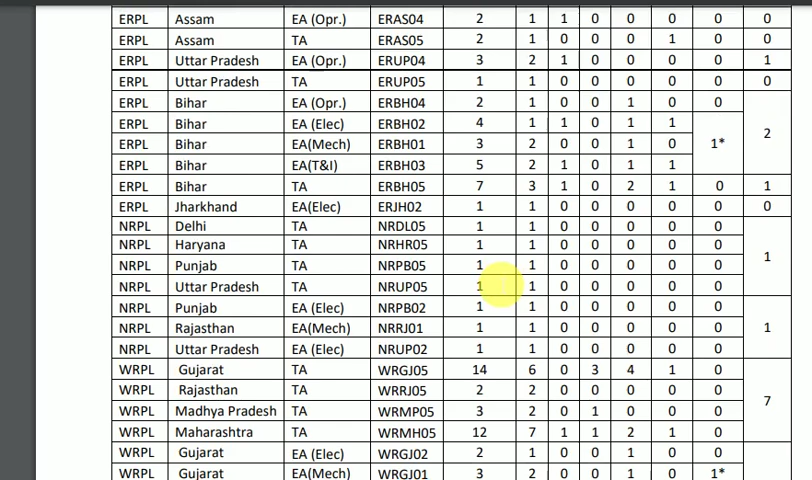 ERPL Assam EA (Opr.) ERAS04 2 1 1 0 0 0 0 0
ERPL Assam TA ERAS05 2 1 0 0 0 1 0 0
ERPL Uttar Pradesh EA (Opr.) ERUP04 3 2 1 0 0 0 0 1
ERPL Uttar Pradesh TA ERUP05 1 1 0 0 0 0 0 0
ERPL Bihar EA (Opr.) ERBH04 2 1 0 0 1 0 0
ERPL Bihar EA (Elec) ERBH02 4 1 1 0 1 1
2
ERPL Bihar EA(Mech) ERBH01 3 2 0 0 1 0 1*
ERPL Bihar EA(T&I) ERBH03 5 2 1 0 1 1
ERPL Bihar TA ERBH05 7 3 1 0 2 1 0 1
ERPL Jharkhand EA(Elec) ERJH02 1 1 0 0 0 0 0 0
NRPL Delhi TA NRDL05 1 1 0 0 0 0 0
NRPL Haryana TA NRHR05 1 1 0 0 0 0 0
1
NRPL Punjab TA NRPB05 1 1 0 0 0 0 0
NRPL Uttar Pradesh TA NRUP05 1 1 0 0 0 0 0
NRPL Punjab EA (Elec) NRPB02 1 1 0 0 0 0 0
NRPL Rajasthan EA(Mech) NRRJ01 1 1 0 0 0 0 0 1
NRPL Uttar Pradesh EA (Elec) NRUP02 1 1 0 0 0 0 0
WRPL Gujarat TA WRGJ05 14 6 0 3 4 1 0
WRPL Rajasthan TA WRRJ05 2 2 0 0 0 0 0
7
WRPL Madhya Pradesh TA WRMP05 3 2 0 1 0 0 0
WRPL Maharashtra TA WRMH05 12 7 1 1 2 1 0
WRPL Gujarat EA (Elec) WRGJ02 2 1 0 0 1 0 0
WRPL Gujarat EA(Mech) WRGJ01 3 2 0 0 1 0 1*